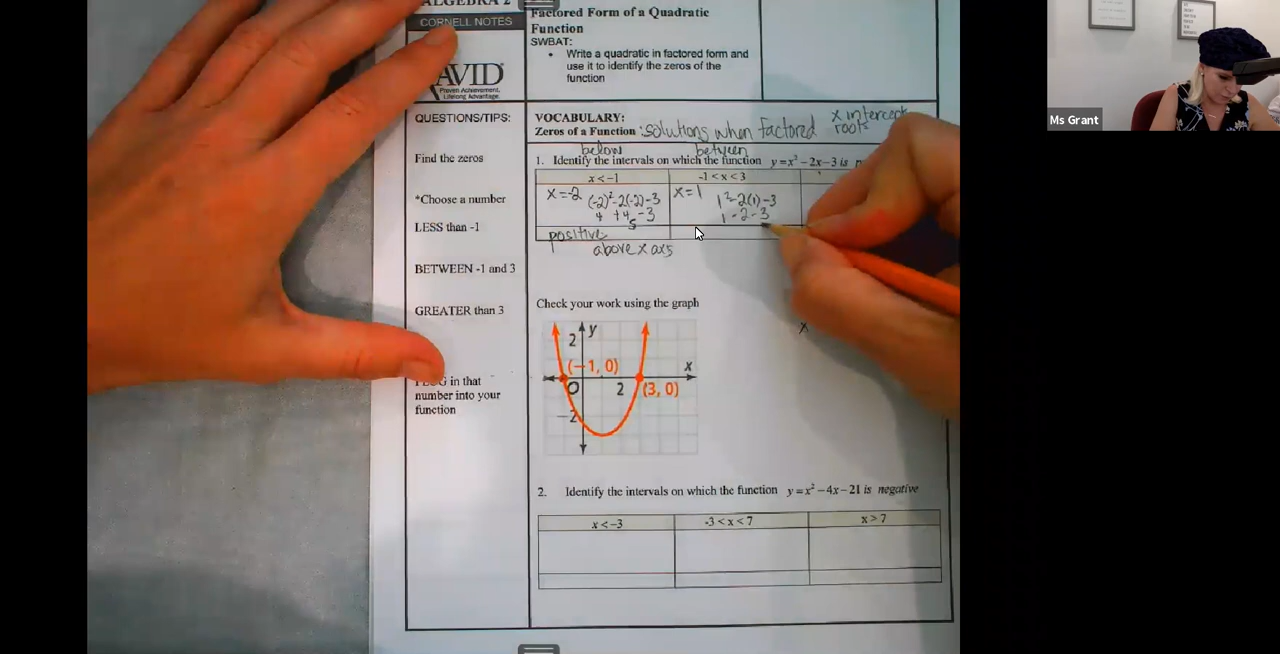 ALGEBRA 2
CORNELL NOTES
AVID
Proven Achievement.
Lifelong Advantage.
Factored Form of a Quadratic
Function
SWBAT:
• Write a quadratic in factored form and
use it to identify the zeros of the
function
QUESTIONS/TIPS:
Find the zeros
*Choose a number
LESS than -1
BETWEEN -1 and 3
GREATER than 3
in that
number into your
function
VOCABULARY:
Zeros of a Function: solutions when factored
x intercept
roots
below between
1. Identify the intervals on which the function y=x²-2x-3 is
x<-1 -1<x<3
x=-2 (-2)²-2(-2)-3
4 +4 -3
5
x=1 1²-2(1)-3
1-2-3
positive
above x axs
Check your work using the graph
y
2
(-1, 0)
x
O 2 (3, 0)
-2
x
2. Identify the intervals on which the function y=x²-4x-21 is negative
x<-3 -3<x<7 x>7
Ms Grant